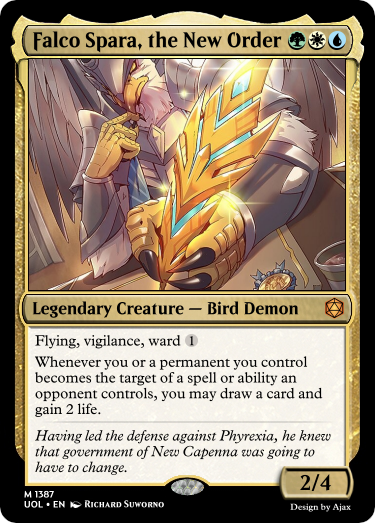 Falco Spara, the New Order
Legendary Creature — Bird Demon
Flying, vigilance, ward 1
Whenever you or a permanent you control
becomes the target of a spell or ability an
opponent controls, you may draw a card and
gain 2 life.
Having led the defense against Phyrexia, he knew
that government of New Capenna was going to
have to change.
2/4
M 1387
UOL • EN Richard Suworno
Design by Ajax